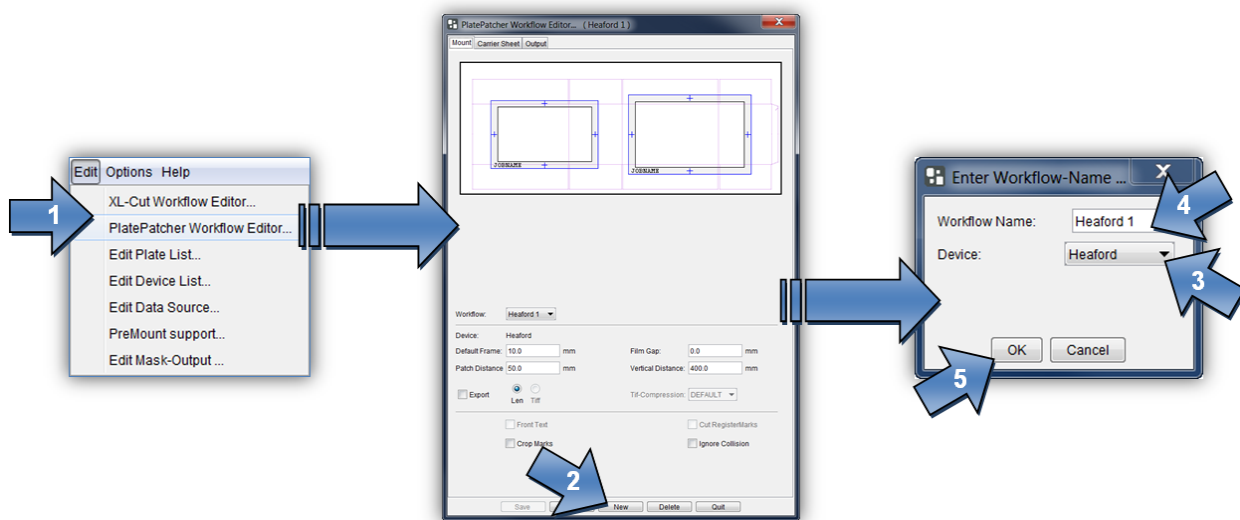 Edit Options Help
XL-Cut Workflow Editor...
PlatePatcher Workflow Editor...
Edit Plate List...
Edit Device List...
Edit Data Source...
PreMount support...
Edit Mask-Output ...
1
PlatePatcher Workflow Editor... ( Heaford 1 )
Mount Carrier Sheet Output
JOBNAME
JOBNAME
Workflow: Heaford 1
Device: Heaford
Default Frame: 10.0 mm Film Gap: 0.0 mm
Patch Distance 50.0 mm Vertical Distance: 400.0 mm
Export Len Tiff Tif-Compression: DEFAULT
Front Text Cut RegisterMarks
Crop Marks Ignore Collision
2
Save New Delete Quit
Enter Workflow-Name ... X
Workflow Name: Heaford 1
4
Device: Heaford
3
OK Cancel
5